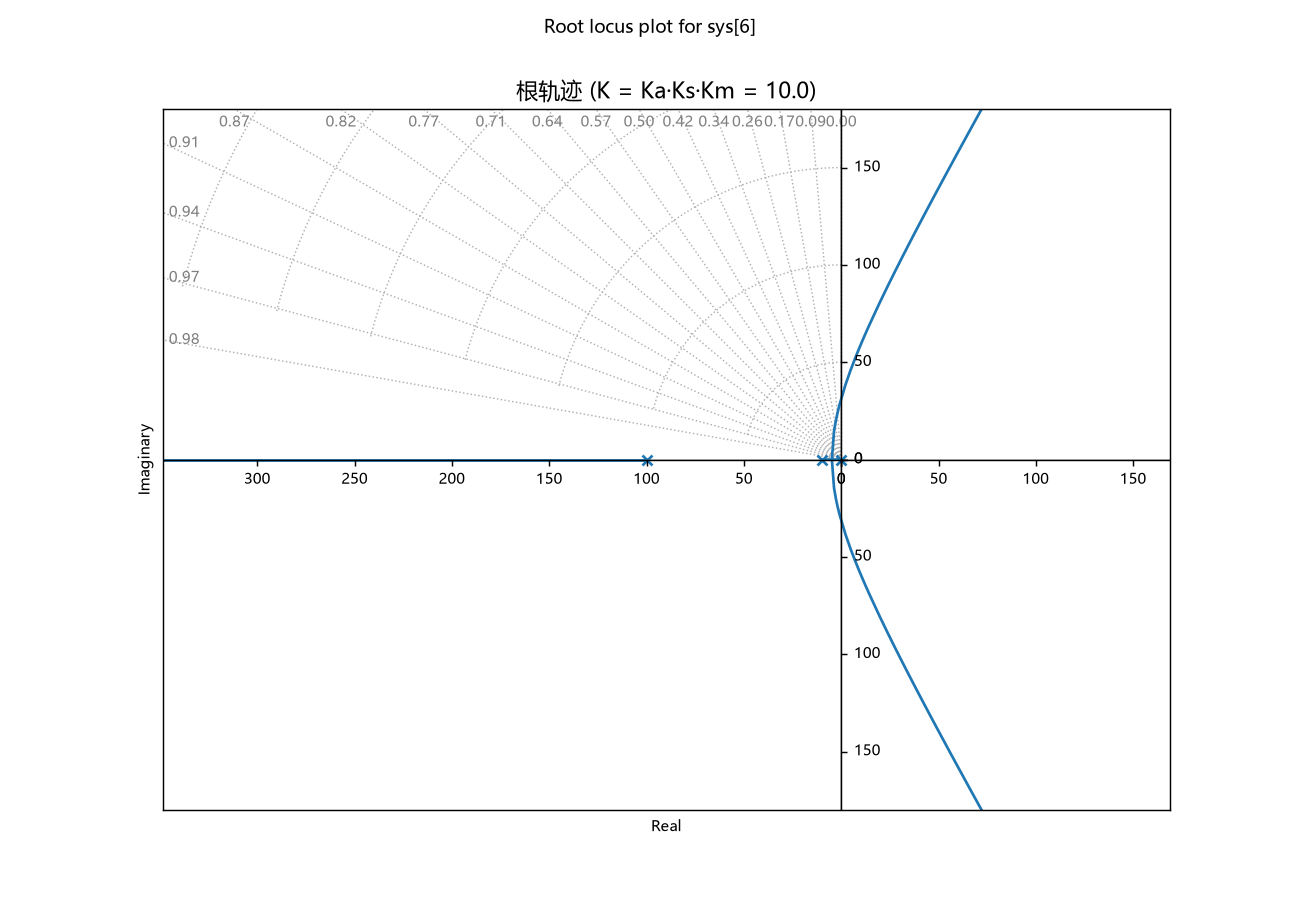 Root locus plot for sys[6]
根轨迹 (K = Ka·Ks·Km = 10.0)
0.87 0.82 0.77 0.71 0.64 0.57 0.50 0.42 0.34 0.26 0.17 0.09 0.00
0.91
150
0.94
100
0.97
0.98
50
0
300 250 200 150 100 50 0 50 100 150
Imaginary
50
100
150
Real